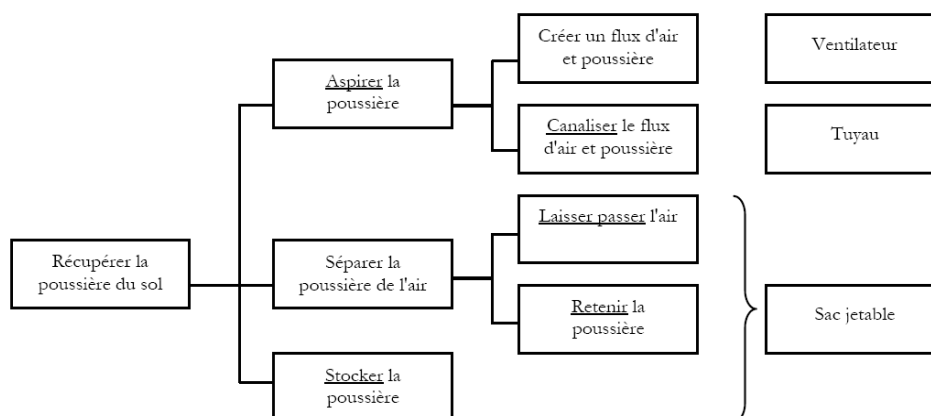 Créer un flux d'air
et poussière
Ventilateur
Aspirer la
poussière
Canaliser le flux
d'air et poussière
Tuyau
Laisser passer l'air
Récupérer la
poussière du sol
Séparer la
poussière de l'air
Retenir la
poussière
Sac jetable
Stocker la
poussière